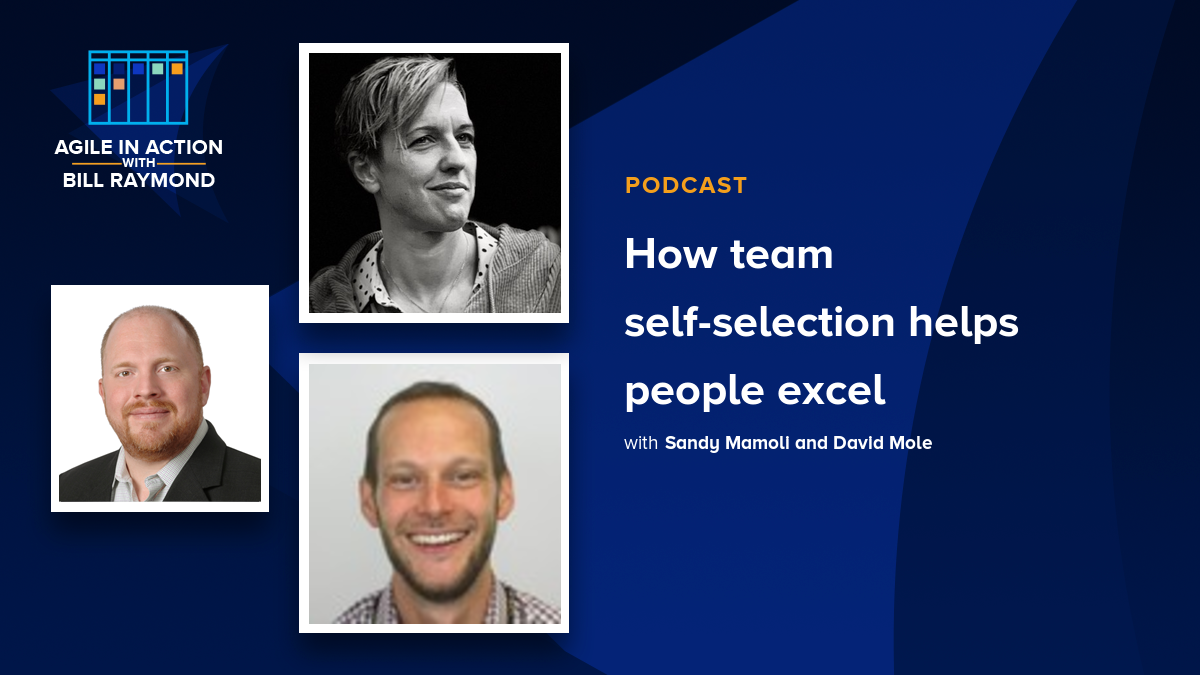 AGILE IN ACTION
WITH
BILL RAYMOND
PODCAST
How team
self-selection helps
people excel
with Sandy Mamoli and David Mole